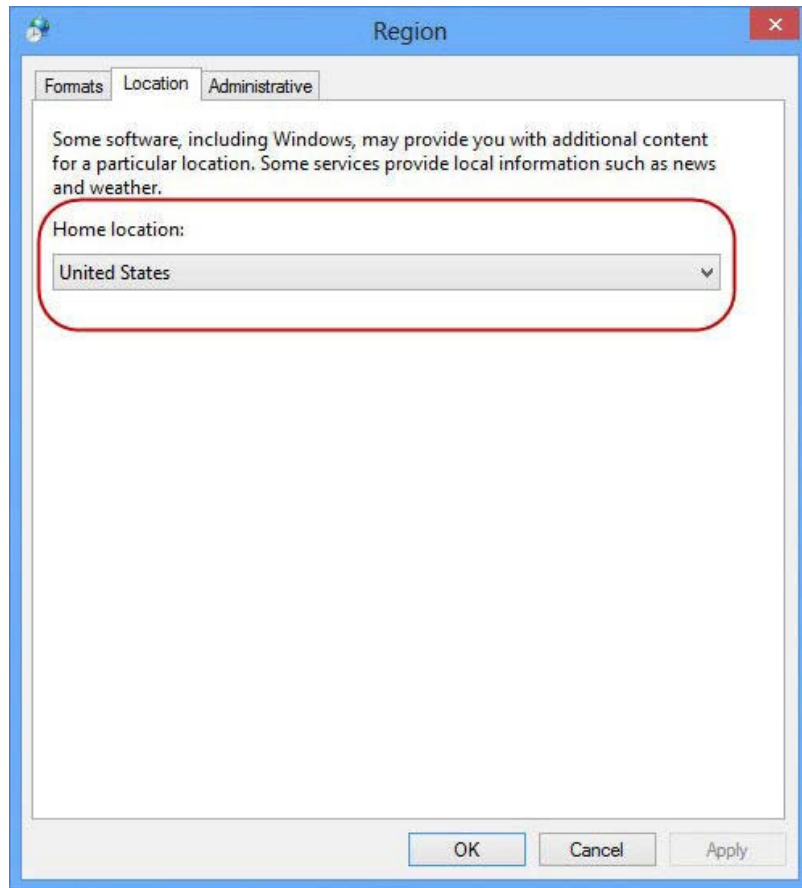 Region
Formats Location Administrative
Some software, including Windows, may provide you with additional content
for a particular location. Some services provide local information such as news
and weather.
Home location:
United States
OK Cancel Apply